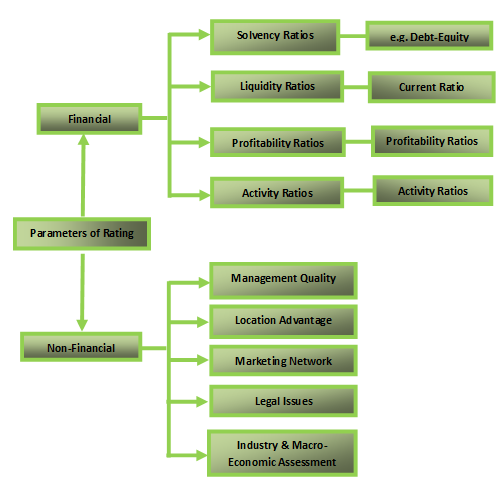 Solvency Ratios
e.g. Debt-Equity
Liquidity Ratios
Current Ratio
Financial
Profitability Ratios
Profitability Ratios
Activity Ratios
Activity Ratios
Parameters of Rating
Management Quality
Location Advantage
Non-Financial
Marketing Network
Legal Issues
Industry & Macro-
Economic Assessment